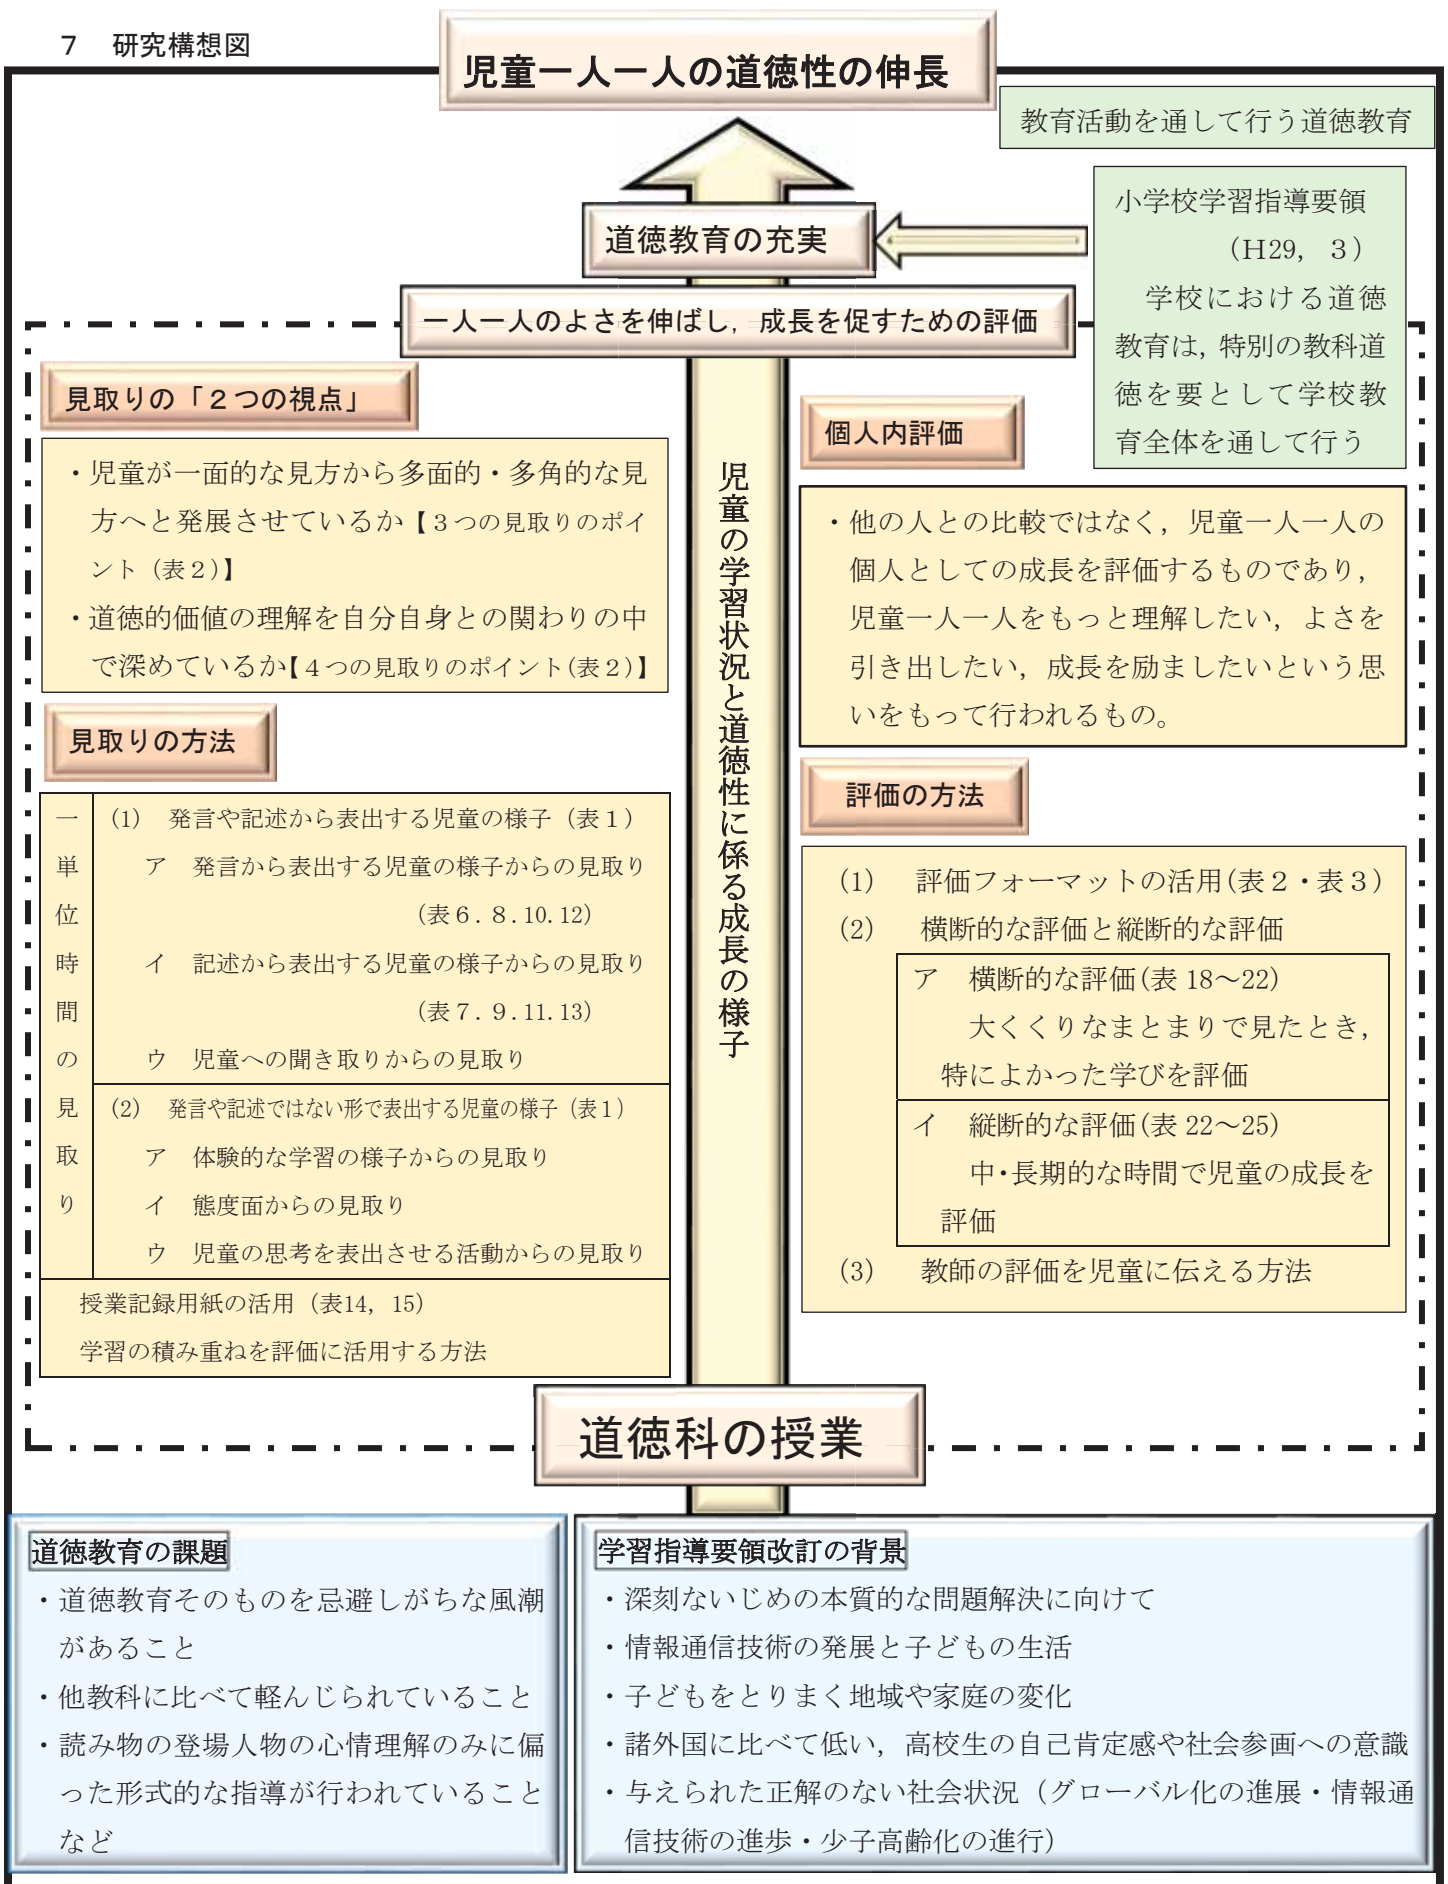 ７　研究構想図
児童一人一人の道徳性の伸長
教育活動を通して行う道徳教育
小学校学習指導要領
（H29，３）
学校における道徳
教育は，特別の教科道
徳を要として学校教
育全体を通して行う
道徳教育の充実
一人一人のよさを伸ばし，成長を促すための評価
見取りの「２つの視点」
・児童が一面的な見方から多面的・多角的な見
方へと発展させているか【３つの見取りのポイ
ント（表２）】
・道徳的価値の理解を自分自身との関わりの中
で深めているか【４つの見取りのポイント(表２)】
見取りの方法
一単位時間の見取り
(1)　発言や記述から表出する児童の様子（表１）
ア　発言から表出する児童の様子からの見取り
（表６.８.10.12）
イ　記述から表出する児童の様子からの見取り
（表７.９.11.13）
ウ　児童への聞き取りからの見取り
(2)　発言や記述ではない形で表出する児童の様子（表１）
ア　体験的な学習の様子からの見取り
イ　態度面からの見取り
ウ　児童の思考を表出させる活動からの見取り
授業記録用紙の活用（表14，15）
学習の積み重ねを評価に活用する方法
児童の学習状況と道徳性に係る成長の様子
個人内評価
・他の人との比較ではなく，児童一人一人の
個人としての成長を評価するものであり，
児童一人一人をもっと理解したい，よさを
引き出したい，成長を励ましたいという思
いをもって行われるもの。
評価の方法
(1)　評価フォーマットの活用(表２・表３)
(2)　横断的な評価と縦断的な評価
ア　横断的な評価(表 18～22)
大くくりなまとまりで見たとき，
特によかった学びを評価
イ　縦断的な評価(表 22～25)
中・長期的な時間で児童の成長を
評価
(3)　教師の評価を児童に伝える方法
道徳科の授業
道徳教育の課題
・道徳教育そのものを忌避しがちな風潮
があること
・他教科に比べて軽んじられていること
・読み物の登場人物の心情理解のみに偏
った形式的な指導が行われていること
など
学習指導要領改訂の背景
・深刻ないじめの本質的な問題解決に向けて
・情報通信技術の発展と子どもの生活
・子どもをとりまく地域や家庭の変化
・諸外国に比べて低い，高校生の自己肯定感や社会参画への意識
・与えられた正解のない社会状況（グローバル化の進展・情報通
信技術の進歩・少子高齢化の進行）